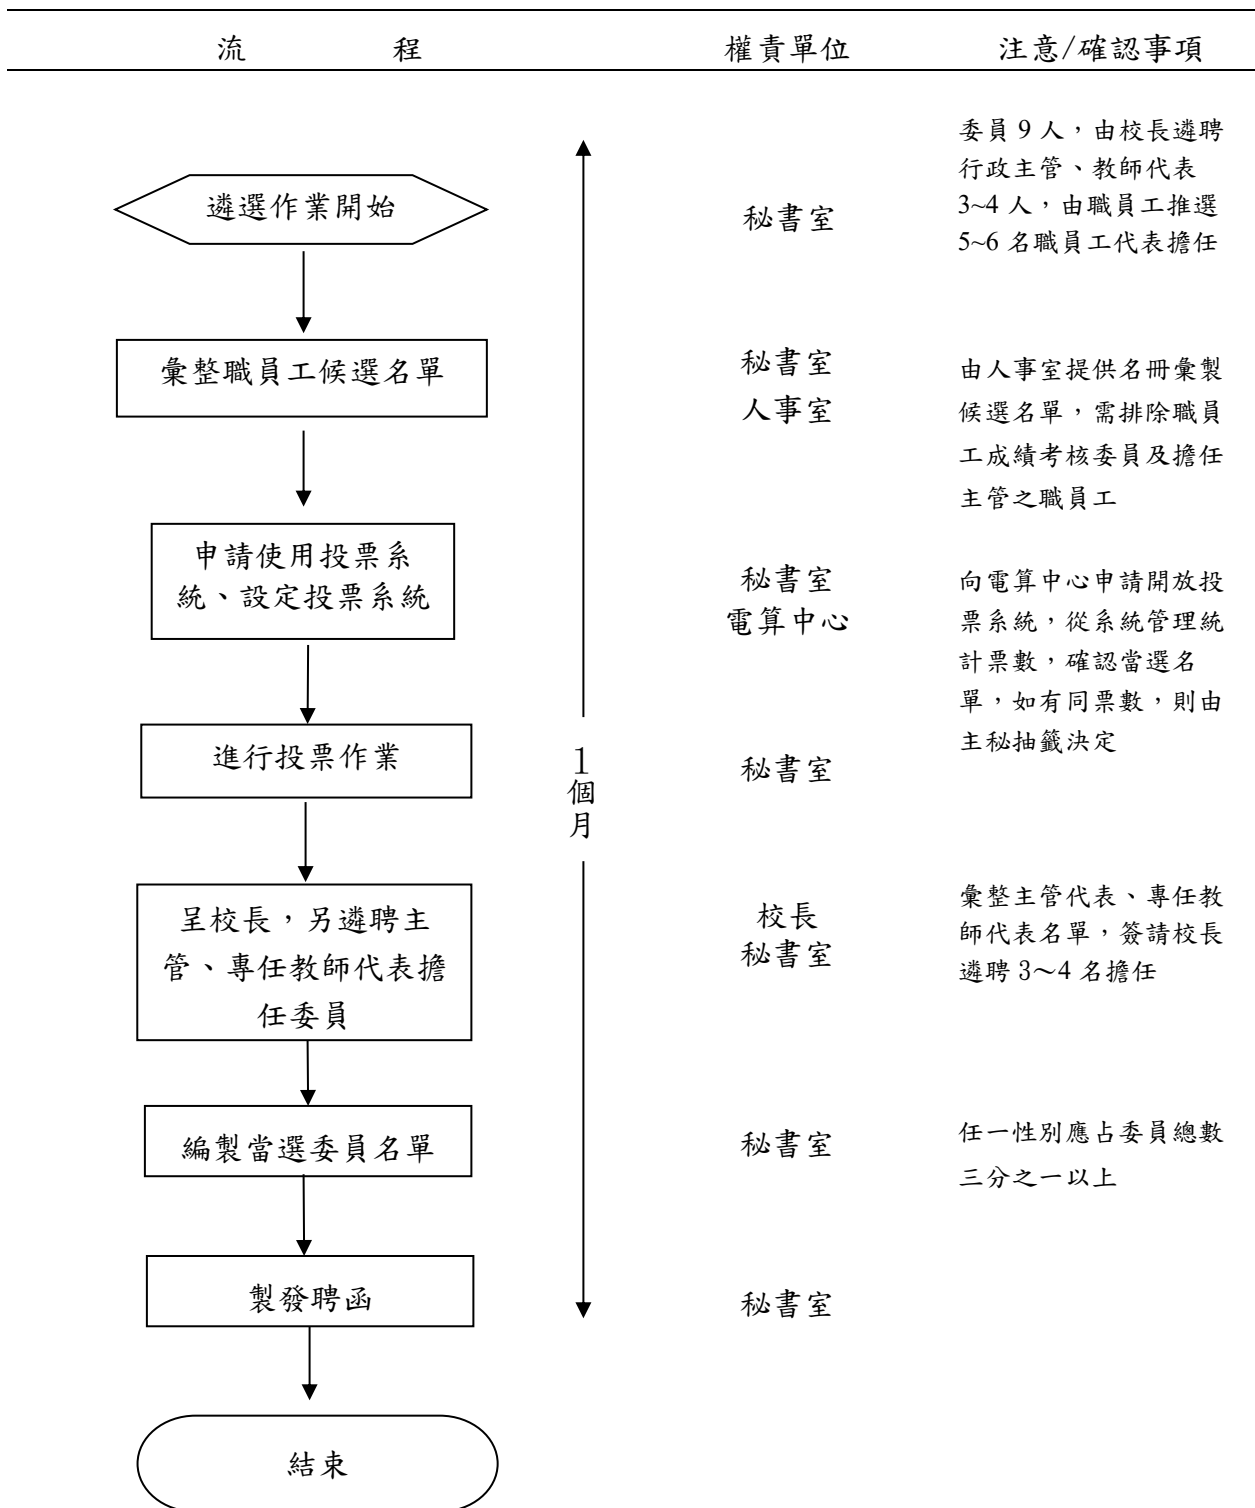 流程 權責單位 注意/確認事項
遴選作業開始
秘書室
委員 9 人，由校長遴聘
行政主管、教師代表
3~4 人，由職員工推選
5~6 名職員工代表擔任
彙整職員工候選名單
秘書室
人事室
由人事室提供名冊彙製
候選名單，需排除職員
工成績考核委員及擔任
主管之職員工
申請使用投票系
統、設定投票系統
秘書室
電算中心
向電算中心申請開放投
票系統，從系統管理統
計票數，確認當選名
單，如有同票數，則由
主秘抽籤決定
進行投票作業
1個月
秘書室
呈校長，另遴聘主
管、專任教師代表擔
任委員
校長
秘書室
彙整主管代表、專任教
師代表名單，簽請校長
遴聘 3～4 名擔任
編製當選委員名單
秘書室
任一性別應占委員總數
三分之一以上
製發聘函
秘書室
結束